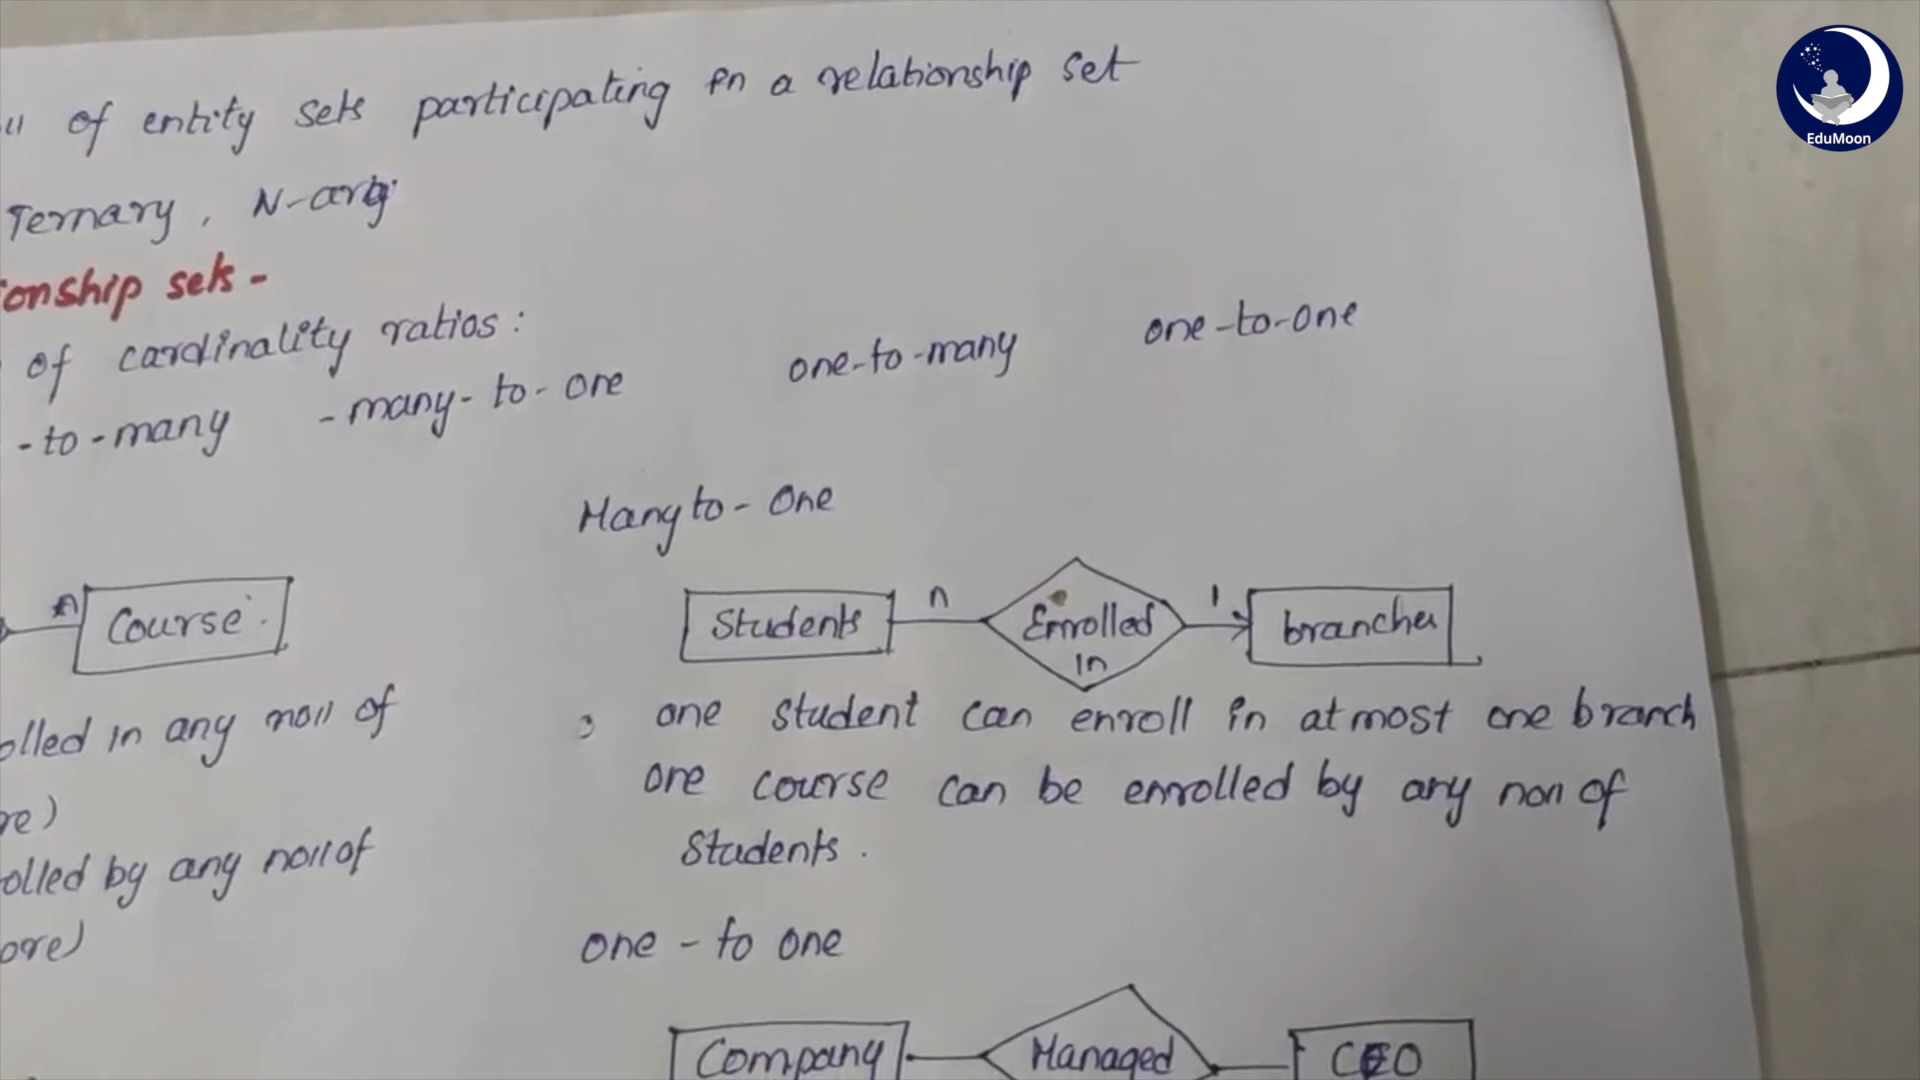 of entity sets participating in a relationship set
Ternary, N-ary
onship sets -
of cardinality ratios:
-to-many - many-to-one one-to-many one-to-one
Many to - One
n Course.
Students n Enrolled in 1 branches
olled in any no॥ of
re)
olled by any no॥ of
ore)
: one student can enroll in at most one branch
one course can be enrolled by any no॥ of
Students.
one - to one
Company Managed CEO
EduMoon